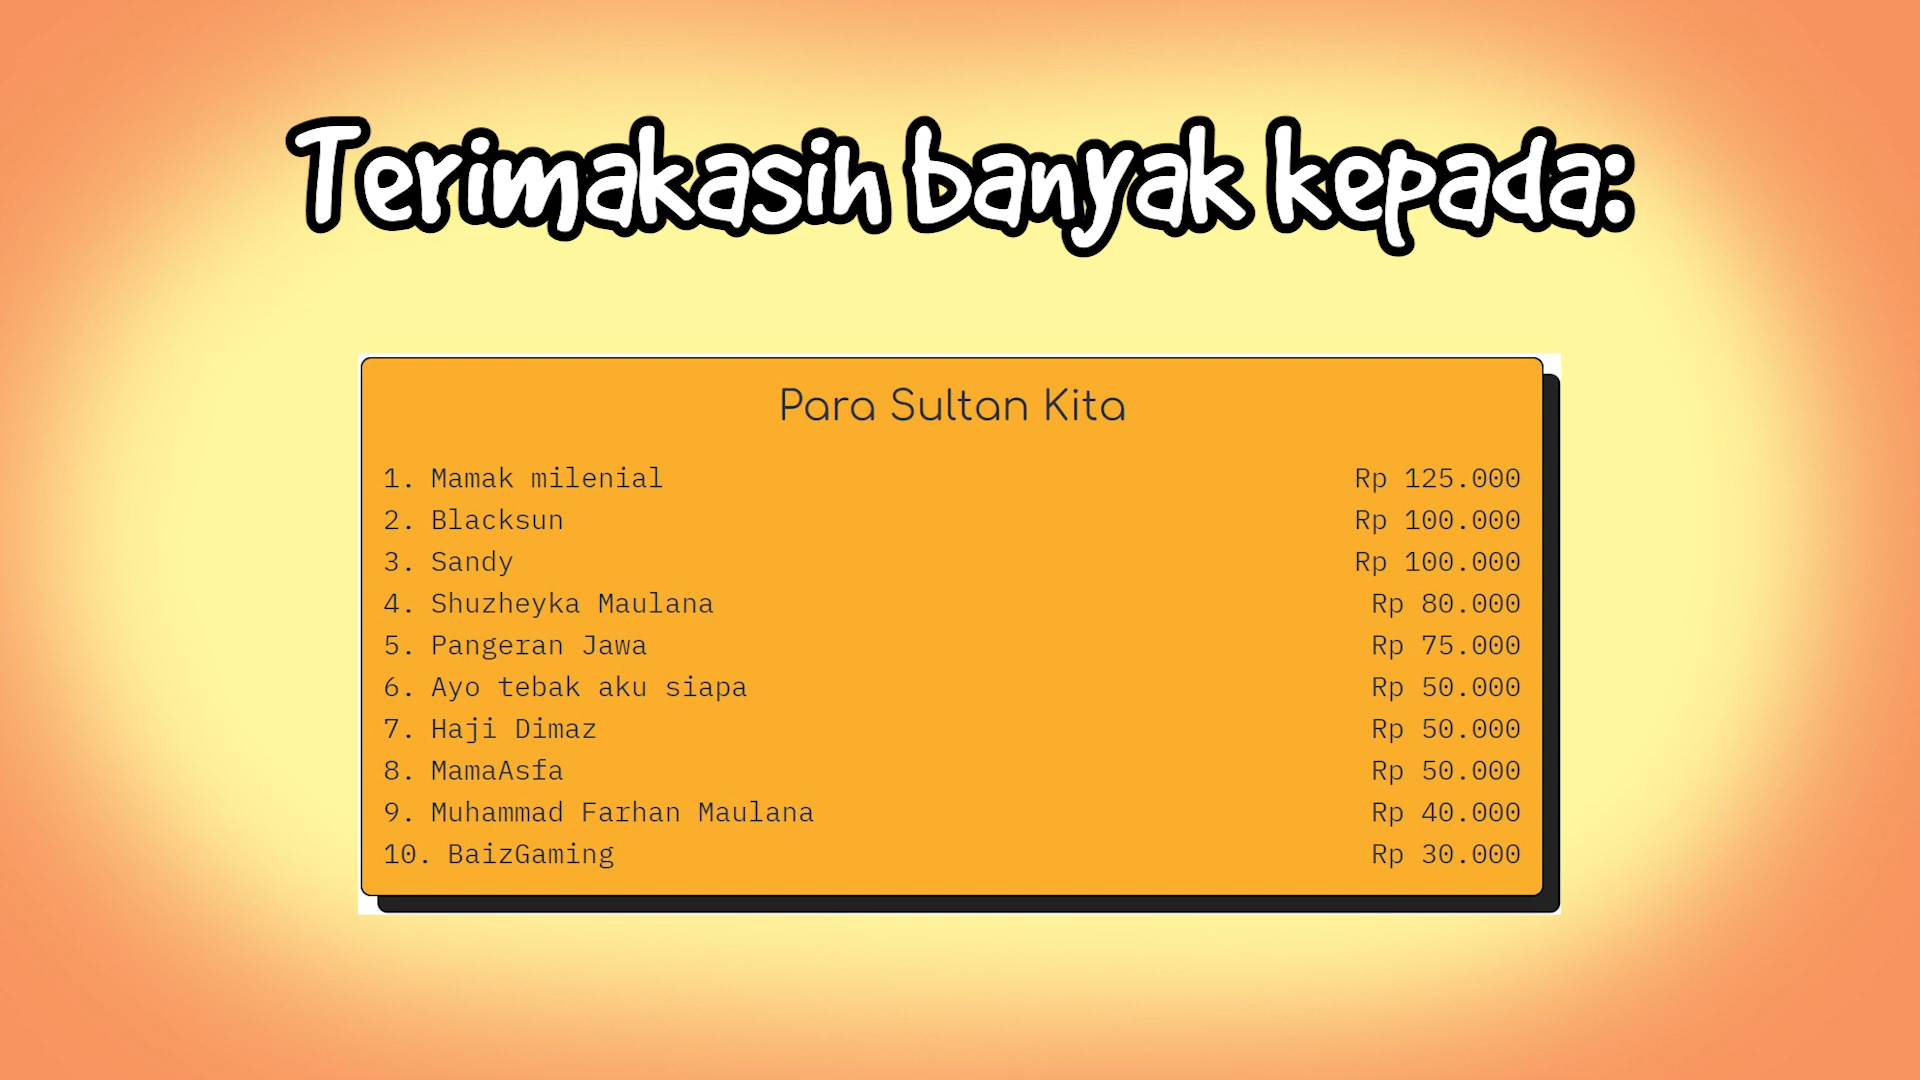 Terimakasih banyak kepada:
Para Sultan Kita
1. Mamak milenial Rp 125.000
2. Blacksun Rp 100.000
3. Sandy Rp 100.000
4. Shuzheyka Maulana Rp 80.000
5. Pangeran Jawa Rp 75.000
6. Ayo tebak aku siapa Rp 50.000
7. Haji Dimaz Rp 50.000
8. MamaAsfa Rp 50.000
9. Muhammad Farhan Maulana Rp 40.000
10. BaizGaming Rp 30.000